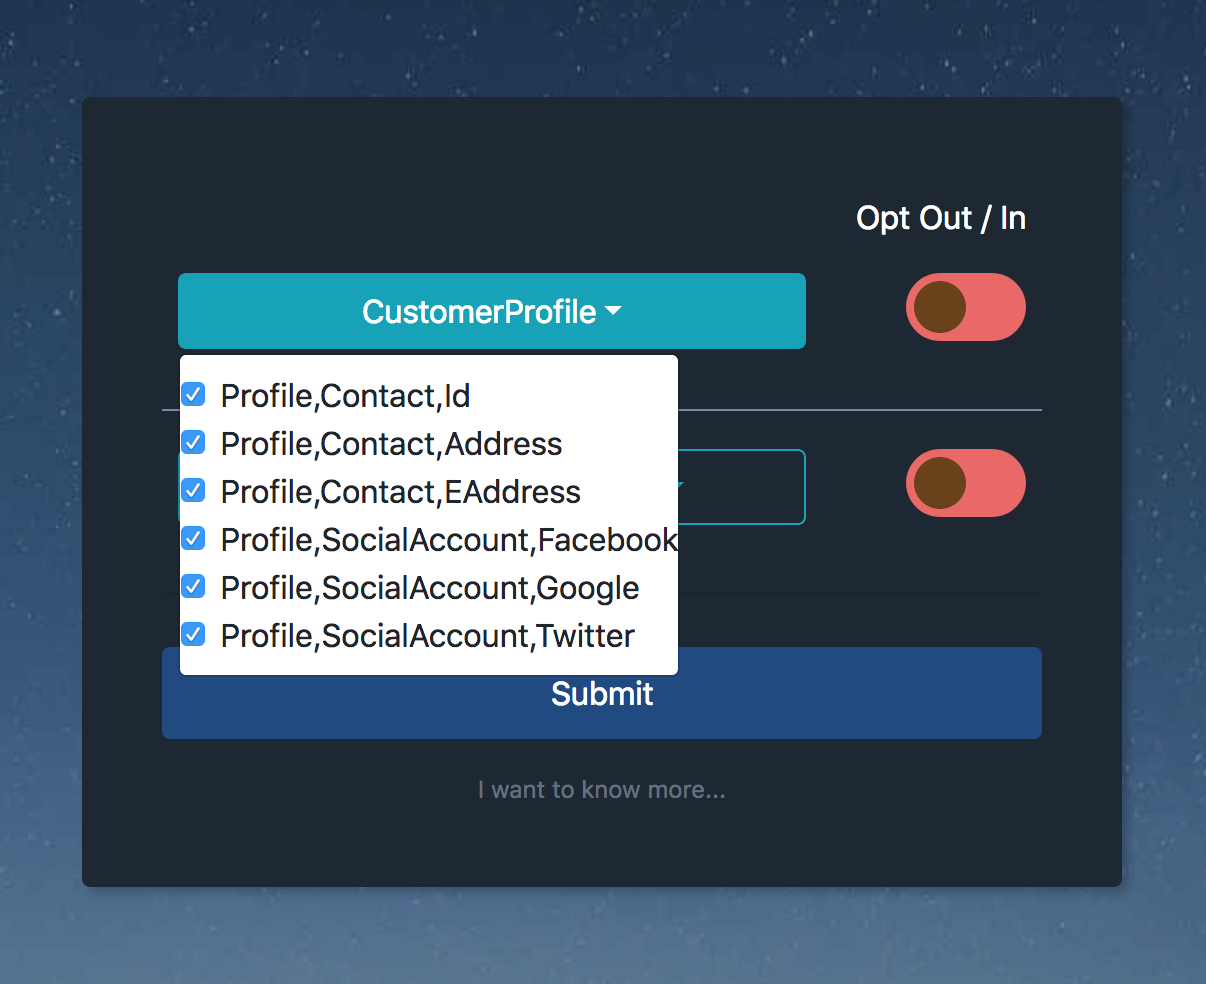 Opt Out / In
CustomerProfile
Profile,Contact,Id
Profile,Contact,Address
Profile,Contact,EAddress
Profile,SocialAccount,Facebook
Profile,SocialAccount,Google
Profile,SocialAccount,Twitter
Submit
I want to know more...